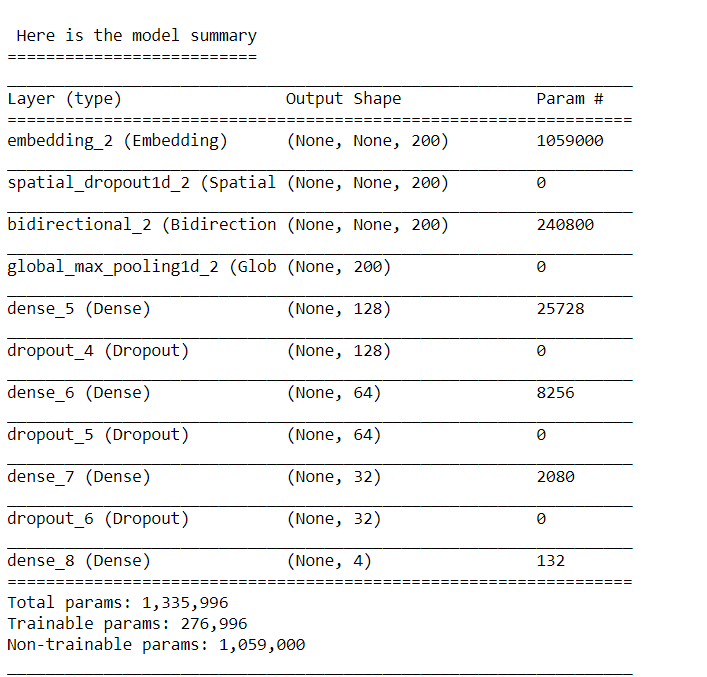 Here is the model summary
==========================
_________________________________________________________________
Layer (type)                 Output Shape              Param #
=================================================================
embedding_2 (Embedding)      (None, None, 200)         1059000
_________________________________________________________________
spatial_dropout1d_2 (Spatial (None, None, 200)         0
_________________________________________________________________
bidirectional_2 (Bidirection (None, None, 200)         240800
_________________________________________________________________
global_max_pooling1d_2 (Glob (None, 200)               0
_________________________________________________________________
dense_5 (Dense)              (None, 128)               25728
_________________________________________________________________
dropout_4 (Dropout)          (None, 128)               0
_________________________________________________________________
dense_6 (Dense)              (None, 64)                8256
_________________________________________________________________
dropout_5 (Dropout)          (None, 64)                0
_________________________________________________________________
dense_7 (Dense)              (None, 32)                2080
_________________________________________________________________
dropout_6 (Dropout)          (None, 32)                0
_________________________________________________________________
dense_8 (Dense)              (None, 4)                 132
=================================================================
Total params: 1,335,996
Trainable params: 276,996
Non-trainable params: 1,059,000
_________________________________________________________________